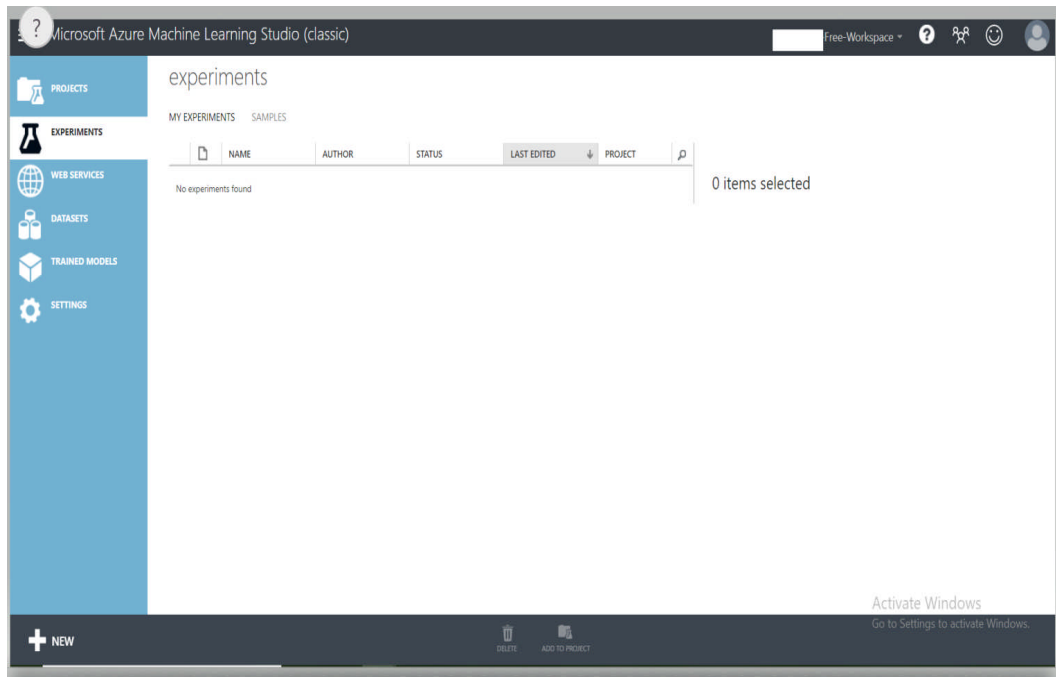 ?
Microsoft Azure Machine Learning Studio (classic)
Free-Workspace
?
PROJECTS
EXPERIMENTS
WEB SERVICES
DATASETS
TRAINED MODELS
SETTINGS
experiments
MY EXPERIMENTS SAMPLES
NAME AUTHOR STATUS LAST EDITED PROJECT
No experiments found
0 items selected
Activate Windows
Go to Settings to activate Windows.
NEW
DELETE ADD TO PROJECT